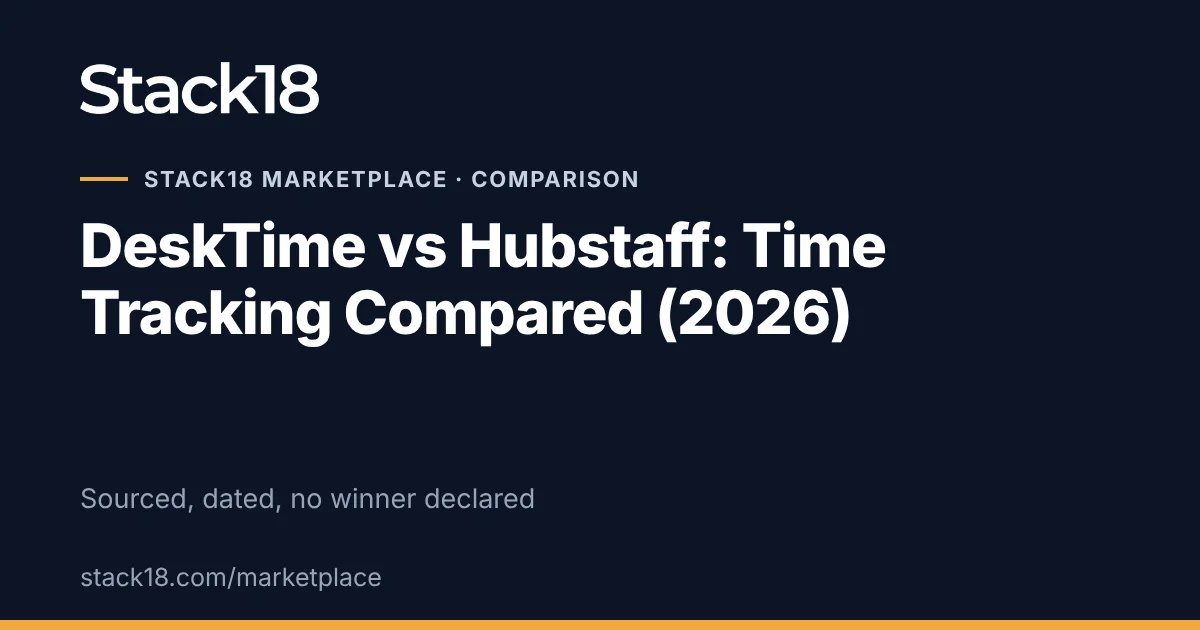 Stack18
STACK18 MARKETPLACE · COMPARISON
DeskTime vs Hubstaff: Time
Tracking Compared (2026)
Sourced, dated, no winner declared
stack18.com/marketplace